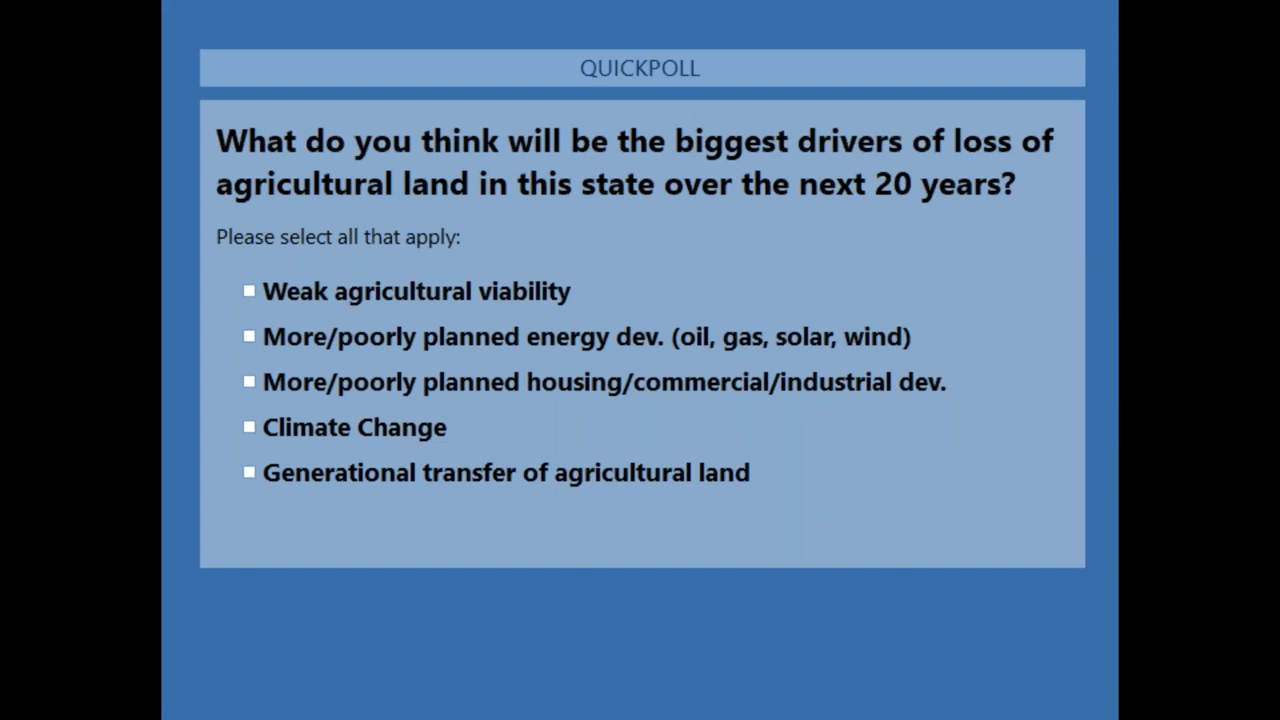 QUICKPOLL
What do you think will be the biggest drivers of loss of
agricultural land in this state over the next 20 years?
Please select all that apply:
Weak agricultural viability
More/poorly planned energy dev. (oil, gas, solar, wind)
More/poorly planned housing/commercial/industrial dev.
Climate Change
Generational transfer of agricultural land